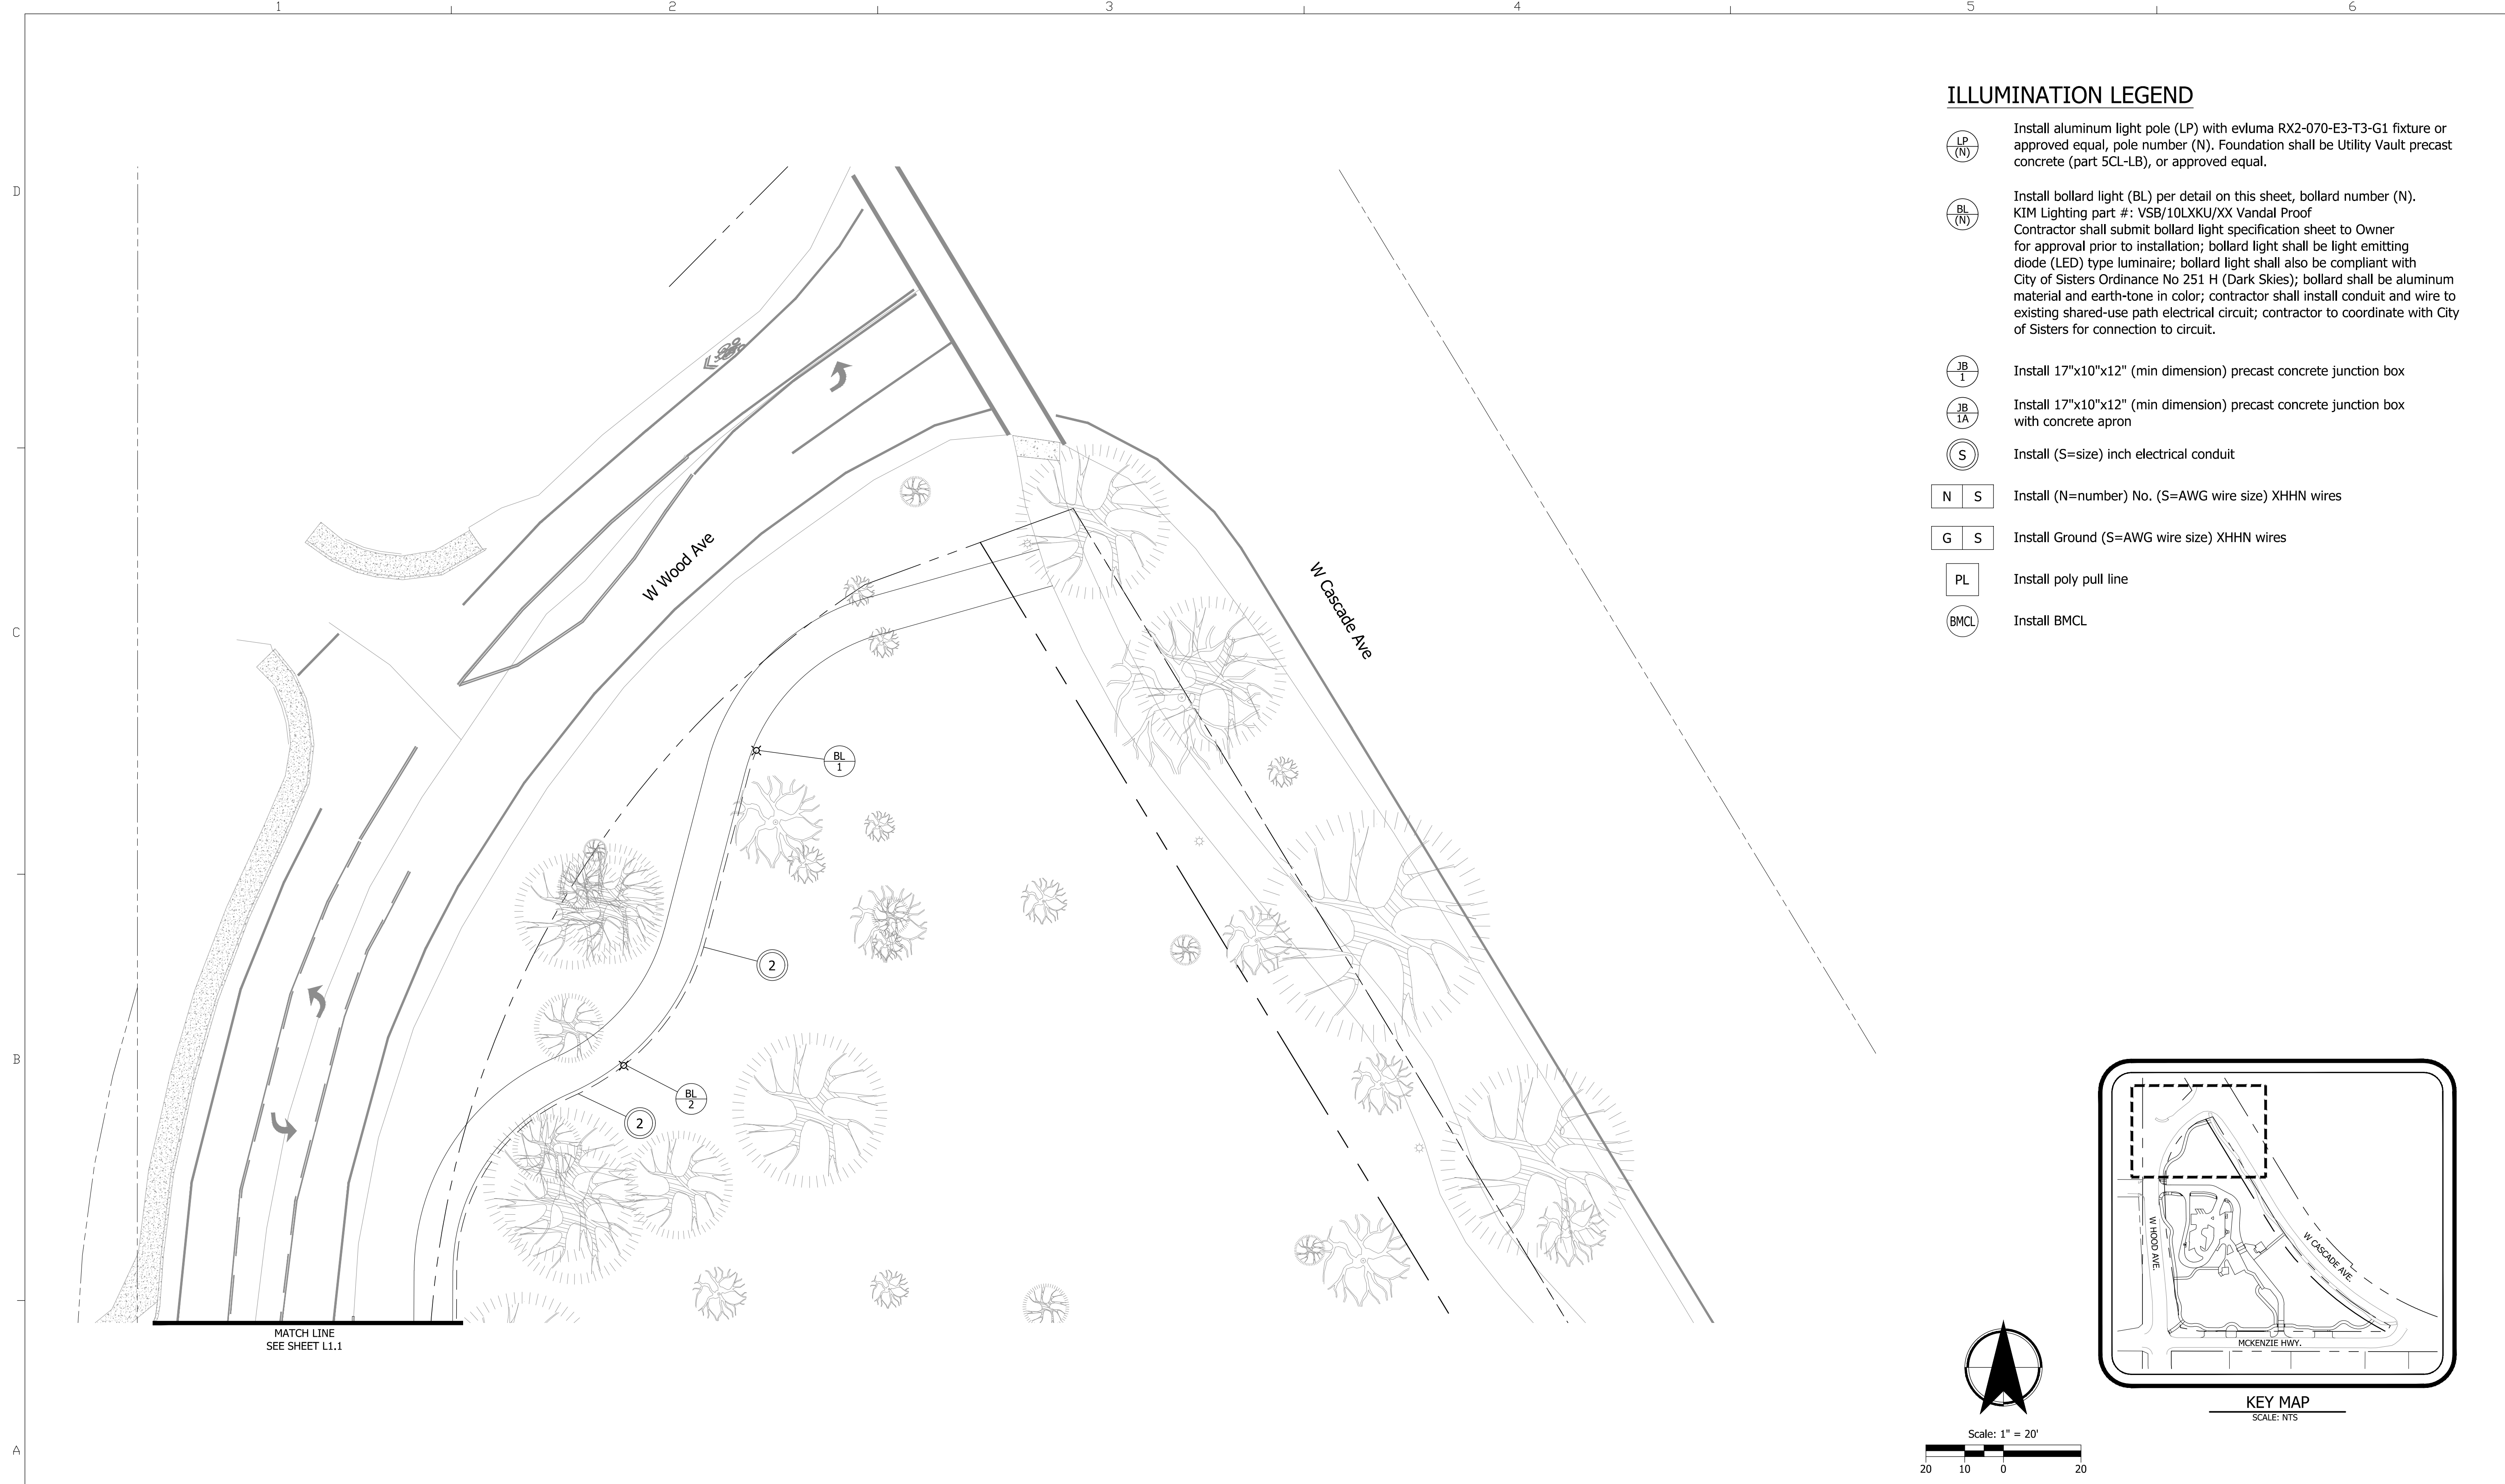 1 2 3 4 5 6
D
C
B
A
ILLUMINATION LEGEND
LP
(N)
Install aluminum light pole (LP) with evluma RX2-070-E3-T3-G1 fixture or
approved equal, pole number (N). Foundation shall be Utility Vault precast
concrete (part 5CL-LB), or approved equal.
BL
(N)
Install bollard light (BL) per detail on this sheet, bollard number (N).
KIM Lighting part #: VSB/10LXKU/XX Vandal Proof
Contractor shall submit bollard light specification sheet to Owner
for approval prior to installation; bollard light shall be light emitting
diode (LED) type luminaire; bollard light shall also be compliant with
City of Sisters Ordinance No 251 H (Dark Skies); bollard shall be aluminum
material and earth-tone in color; contractor shall install conduit and wire to
existing shared-use path electrical circuit; contractor to coordinate with City
of Sisters for connection to circuit.
JB
1
Install 17"x10"x12" (min dimension) precast concrete junction box
JB
1A
Install 17"x10"x12" (min dimension) precast concrete junction box
with concrete apron
S
Install (S=size) inch electrical conduit
N S
Install (N=number) No. (S=AWG wire size) XHHN wires
G S
Install Ground (S=AWG wire size) XHHN wires
PL
Install poly pull line
BMCL
Install BMCL
W Wood Ave
W Cascade Ave
BL
1
2
BL
2
2
MATCH LINE
SEE SHEET L1.1
W HOOD AVE.
W CASCADE AVE.
MCKENZIE HWY.
KEY MAP
SCALE: NTS
Scale: 1" = 20'
20 10 0 20